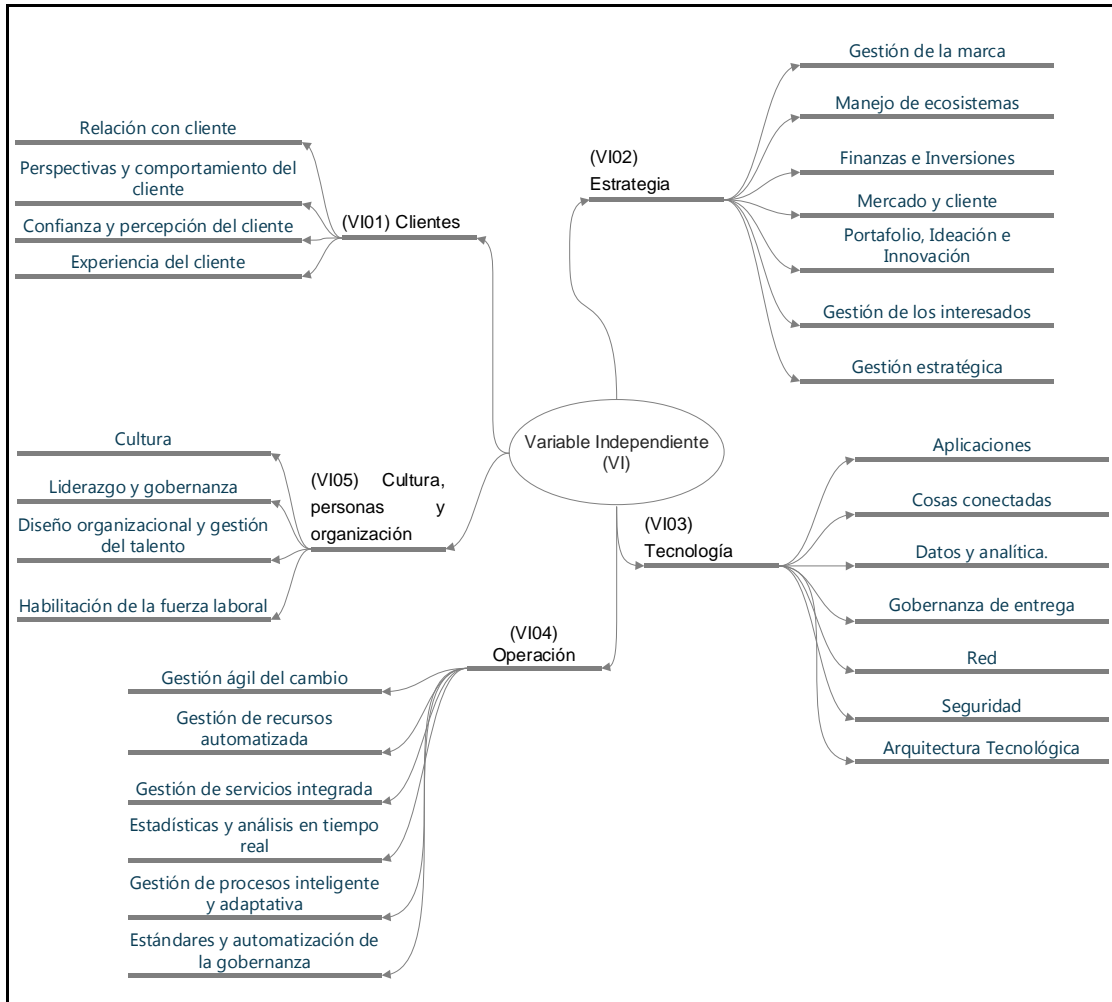 Variable Independiente
(VI)
(VI01) Clientes
Relación con cliente
Perspectivas y comportamiento del
cliente
Confianza y percepción del cliente
Experiencia del cliente
(VI02)
Estrategia
Gestión de la marca
Manejo de ecosistemas
Finanzas e Inversiones
Mercado y cliente
Portafolio, Ideación e
Innovación
Gestión de los interesados
Gestión estratégica
(VI03)
Tecnología
Aplicaciones
Cosas conectadas
Datos y analítica.
Gobernanza de entrega
Red
Seguridad
Arquitectura Tecnológica
(VI04)
Operación
Gestión ágil del cambio
Gestión de recursos
automatizada
Gestión de servicios integrada
Estadísticas y análisis en tiempo
real
Gestión de procesos inteligente
y adaptativa
Estándares y automatización de
la gobernanza
(VI05) Cultura,
personas y
organización
Cultura
Liderazgo y gobernanza
Diseño organizacional y gestión
del talento
Habilitación de la fuerza laboral